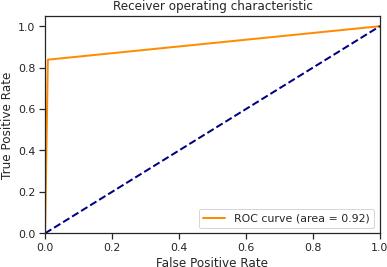 Receiver operating characteristic
True Positive Rate
1.0
0.8
0.6
0.4
0.2
0.0
ROC curve (area = 0.92)
0.0 0.2 0.4 0.6 0.8 1.0
False Positive Rate